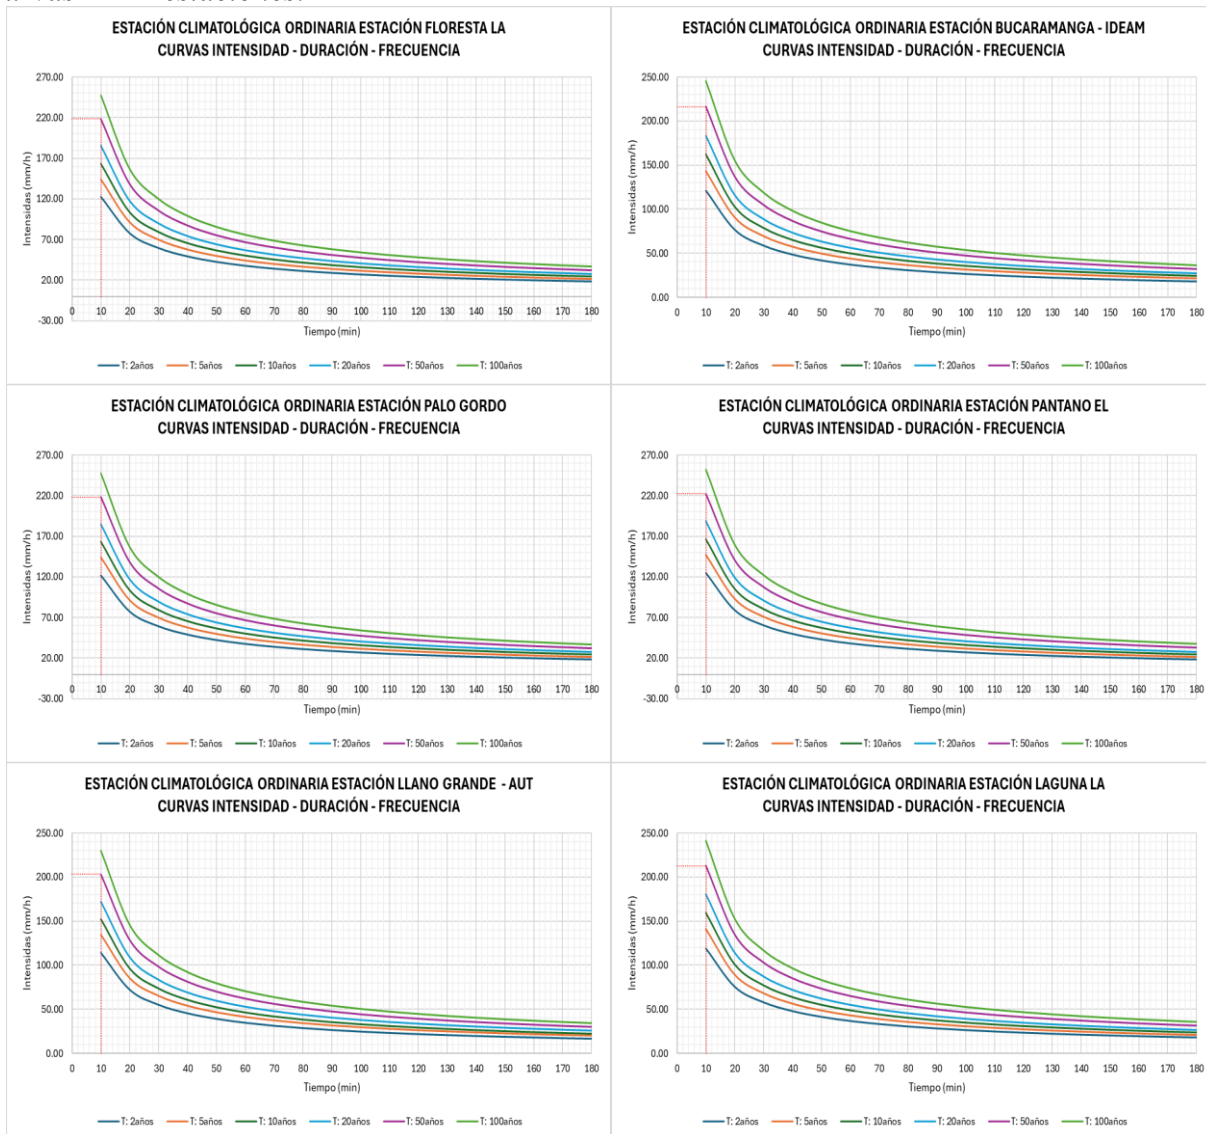 ESTACIÓN CLIMATOLÓGICA ORDINARIA ESTACIÓN FLORESTA LA
CURVAS INTENSIDAD - DURACIÓN - FRECUENCIA
270.00
220.00
170.00
120.00
70.00
20.00
-30.00
Intensidas (mm/h)
0 10 20 30 40 50 60 70 80 90 100 110 120 130 140 150 160 170 180
Tiempo (min)
T: 2años T: 5años T: 10años T: 20años T: 50años T: 100años
ESTACIÓN CLIMATOLÓGICA ORDINARIA ESTACIÓN BUCARAMANGA - IDEAM
CURVAS INTENSIDAD - DURACIÓN - FRECUENCIA
250.00
200.00
150.00
100.00
50.00
0.00
Intensidas (mm/h)
0 10 20 30 40 50 60 70 80 90 100 110 120 130 140 150 160 170 180
Tiempo (min)
T: 2años T: 5años T: 10años T: 20años T: 50años T: 100años
ESTACIÓN CLIMATOLÓGICA ORDINARIA ESTACIÓN PALO GORDO
CURVAS INTENSIDAD - DURACIÓN - FRECUENCIA
270.00
220.00
170.00
120.00
70.00
20.00
-30.00
Intensidas (mm/h)
0 10 20 30 40 50 60 70 80 90 100 110 120 130 140 150 160 170 180
Tiempo (min)
T: 2años T: 5años T: 10años T: 20años T: 50años T: 100años
ESTACIÓN CLIMATOLÓGICA ORDINARIA ESTACIÓN PANTANO EL
CURVAS INTENSIDAD - DURACIÓN - FRECUENCIA
270.00
220.00
170.00
120.00
70.00
20.00
-30.00
Intensidas (mm/h)
0 10 20 30 40 50 60 70 80 90 100 110 120 130 140 150 160 170 180
Tiempo (min)
T: 2años T: 5años T: 10años T: 20años T: 50años T: 100años
ESTACIÓN CLIMATOLÓGICA ORDINARIA ESTACIÓN LLANO GRANDE - AUT
CURVAS INTENSIDAD - DURACIÓN - FRECUENCIA
250.00
200.00
150.00
100.00
50.00
0.00
Intensidas (mm/h)
0 10 20 30 40 50 60 70 80 90 100 110 120 130 140 150 160 170 180
Tiempo (min)
T: 2años T: 5años T: 10años T: 20años T: 50años T: 100años
ESTACIÓN CLIMATOLÓGICA ORDINARIA ESTACIÓN LAGUNA LA
CURVAS INTENSIDAD - DURACIÓN - FRECUENCIA
250.00
200.00
150.00
100.00
50.00
0.00
Intensidas (mm/h)
0 10 20 30 40 50 60 70 80 90 100 110 120 130 140 150 160 170 180
Tiempo (min)
T: 2años T: 5años T: 10años T: 20años T: 50años T: 100años